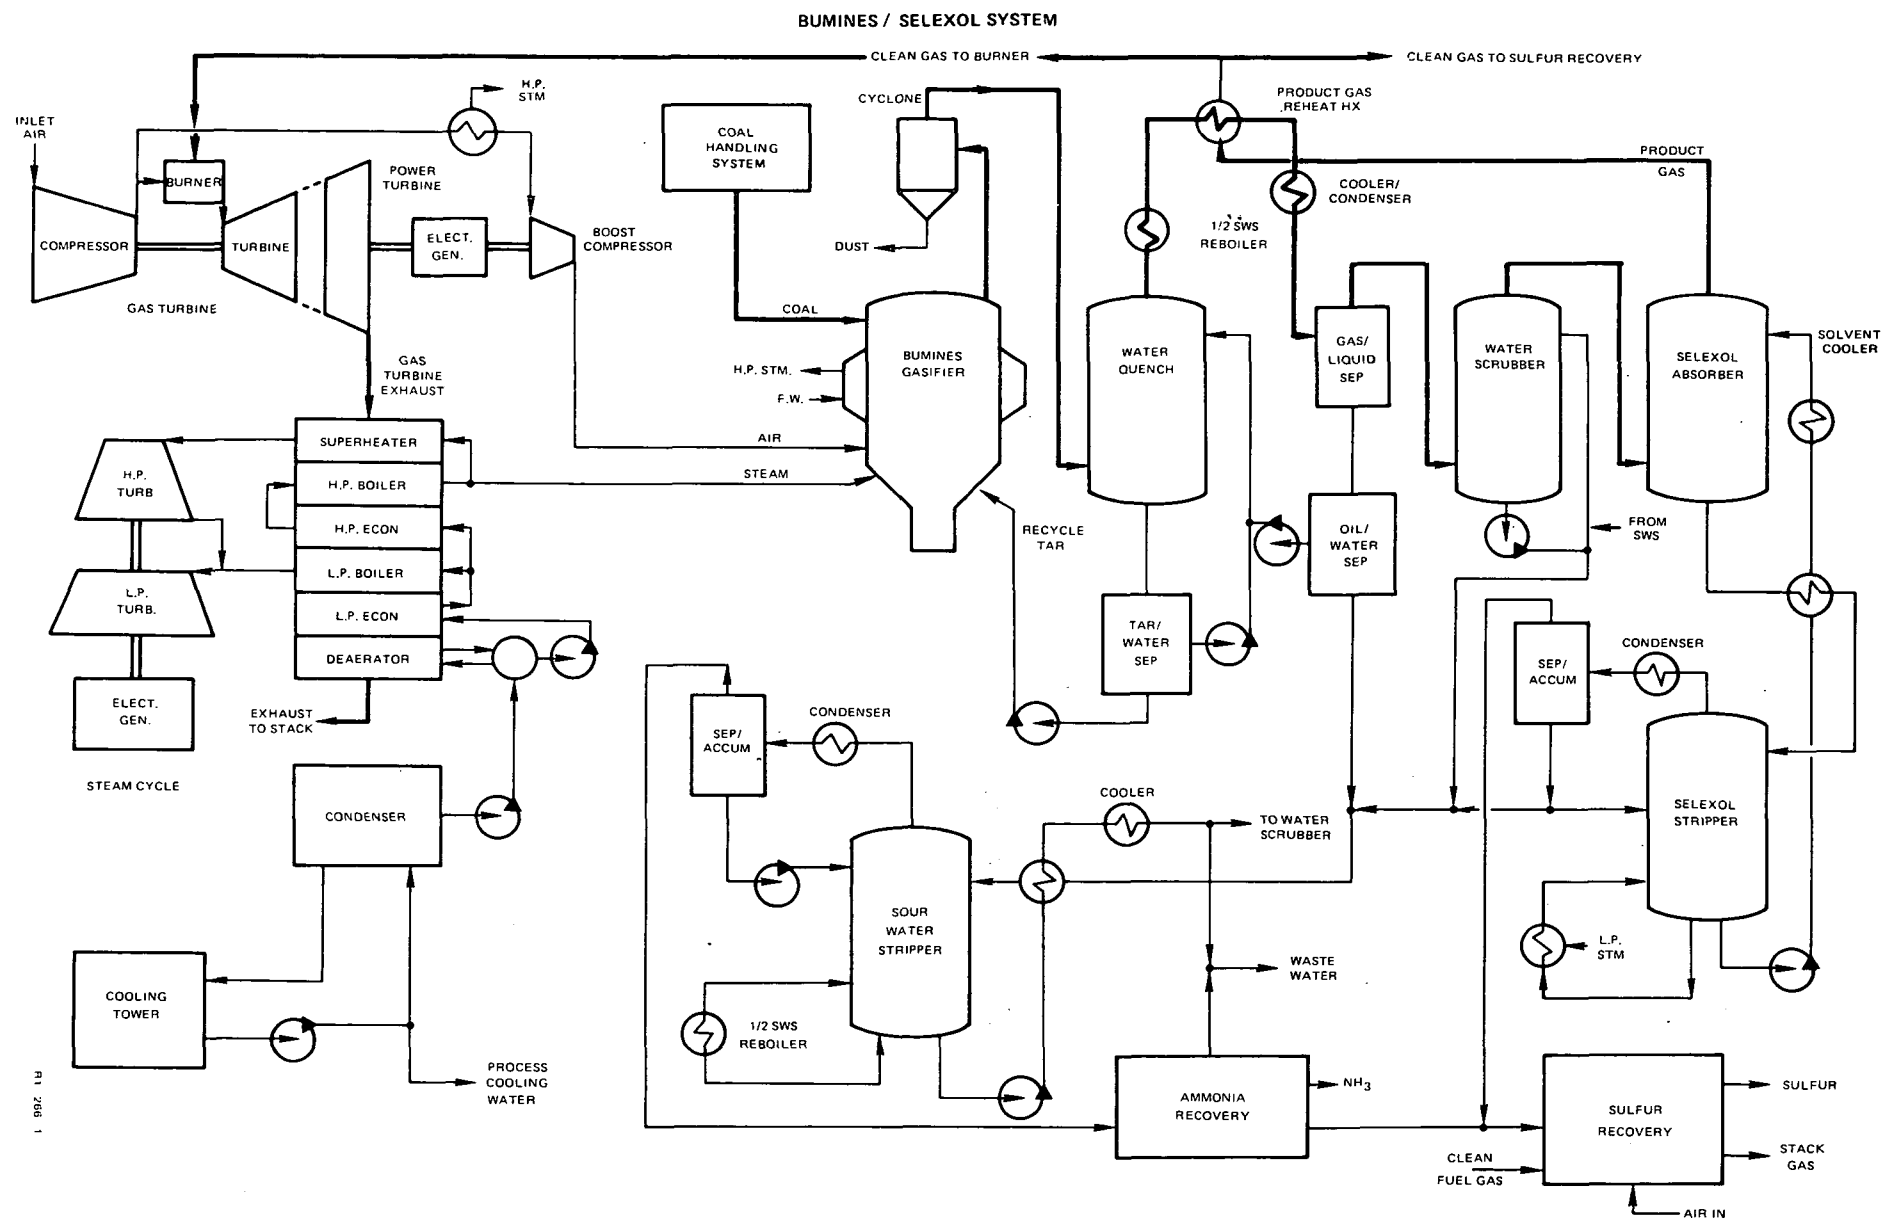 BUMINES / SELEXOL SYSTEM
CLEAN GAS TO BURNER
CLEAN GAS TO SULFUR RECOVERY
H.P.
STM
CYCLONE
PRODUCT GAS
REHEAT HX
INLET
AIR
COAL
HANDLING
SYSTEM
PRODUCT
GAS
BURNER
POWER
TURBINE
COOLER/
CONDENSER
1/2 SWS
REBOILER
COMPRESSOR
TURBINE
ELECT.
GEN.
BOOST
COMPRESSOR
DUST
GAS TURBINE
COAL
GAS
TURBINE
EXHAUST
H.P. STM.
F.W.
BUMINES
GASIFIER
WATER
QUENCH
GAS/
LIQUID
SEP
WATER
SCRUBBER
SELEXOL
ABSORBER
SOLVENT
COOLER
SUPERHEATER
AIR
H.P.
TURB
H.P. BOILER
STEAM
H.P. ECON
RECYCLE
TAR
OIL/
WATER
SEP
FROM
SWS
L.P. BOILER
L.P.
TURB.
L.P. ECON
TAR/
WATER
SEP
DEAERATOR
SEP/
ACCUM
CONDENSER
ELECT.
GEN.
EXHAUST
TO STACK
SEP/
ACCUM
CONDENSER
STEAM CYCLE
CONDENSER
COOLER
TO WATER
SCRUBBER
SELEXOL
STRIPPER
SOUR
WATER
STRIPPER
L.P.
STM
WASTE
WATER
COOLING
TOWER
1/2 SWS
REBOILER
PROCESS
COOLING
WATER
R1 266 1
AMMONIA
RECOVERY
NH3
SULFUR
RECOVERY
SULFUR
STACK
GAS
CLEAN
FUEL GAS
AIR IN